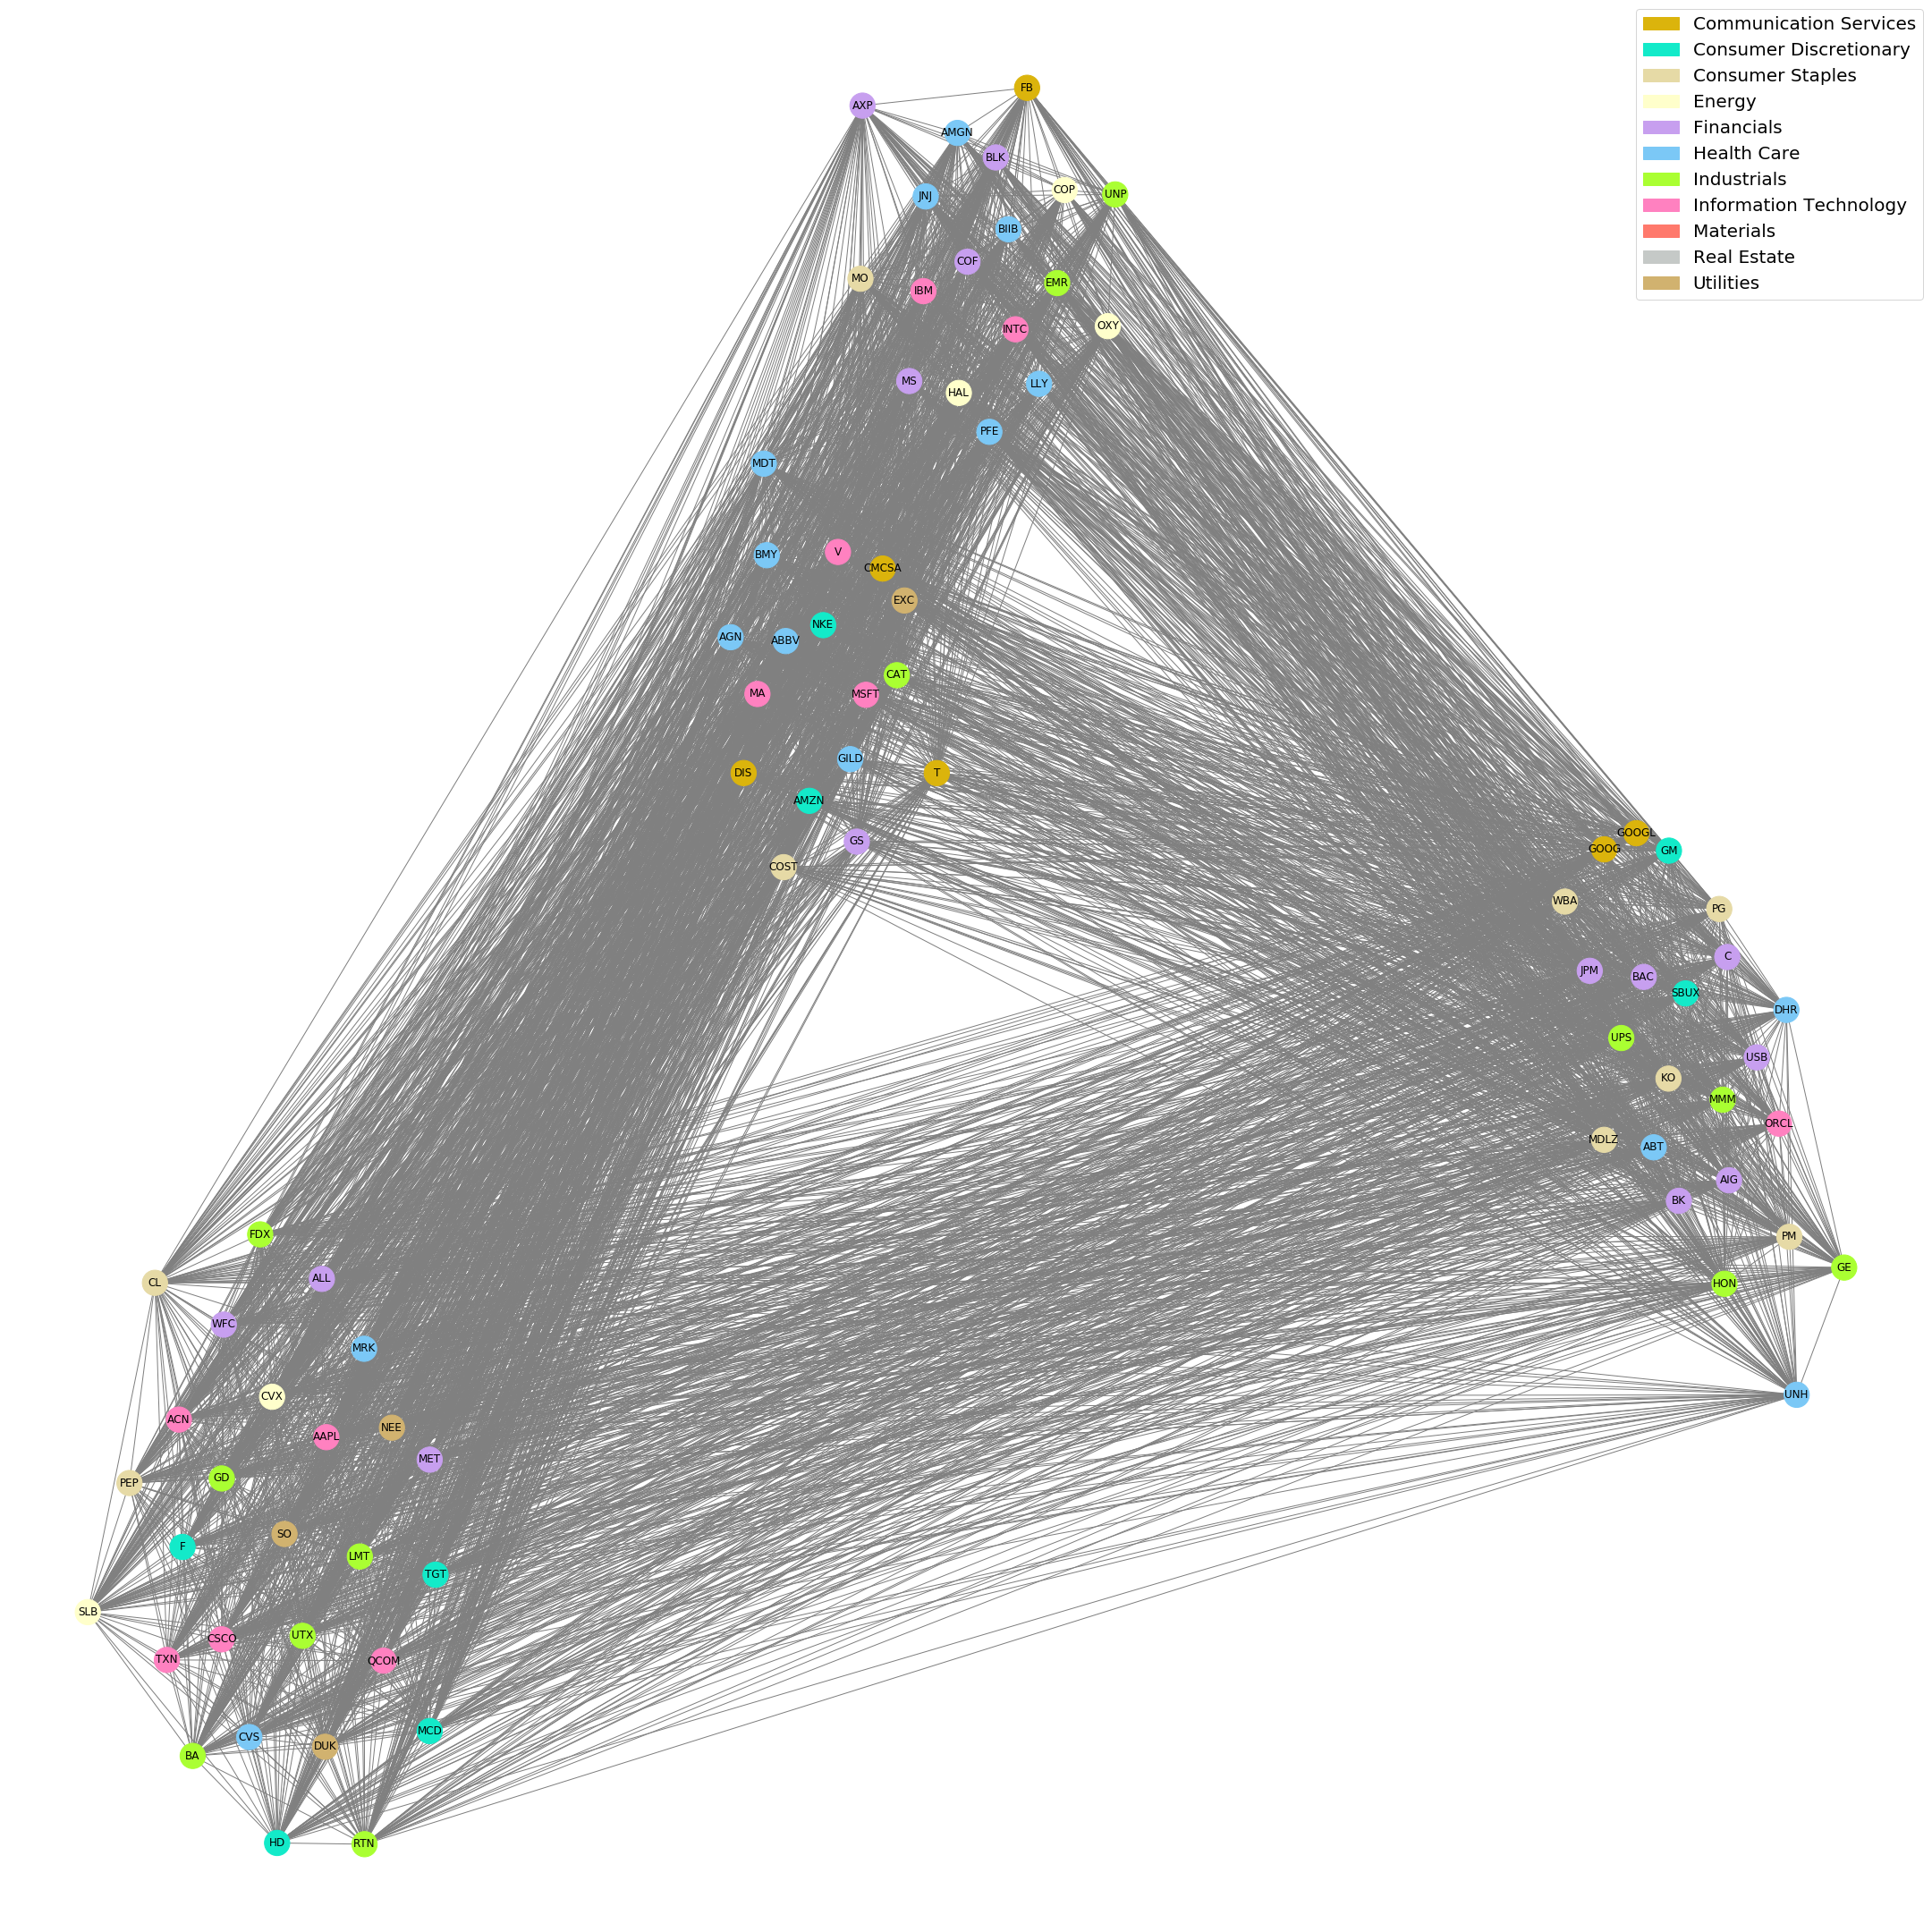 Communication Services
Consumer Discretionary
Consumer Staples
Energy
Financials
Health Care
Industrials
Information Technology
Materials
Real Estate
Utilities
FB
AXP
AMGN
BLK
COP
UNP
JNJ
BIIB
COF
MO
IBM
EMR
INTC
OXY
MS
HAL
LLY
PFE
MDT
BMY
V
CMCSA
EXC
NKE
AGN
ABBV
CAT
MA
MSFT
GILD
DIS
T
AMZN
GS
COST
GOOGL
GOOG
GM
WBA
PG
C
JPM
BAC
SBUX
DHR
UPS
USB
KO
MMM
ORCL
MDLZ
ABT
AIG
BK
PM
GE
HON
UNH
FDX
CL
ALL
WFC
MRK
CVX
ACN
NEE
AAPL
MET
PEP
GD
SO
F
LMT
TGT
SLB
UTX
CSCO
TXN
QCOM
MCD
CVS
DUK
BA
HD
RTN